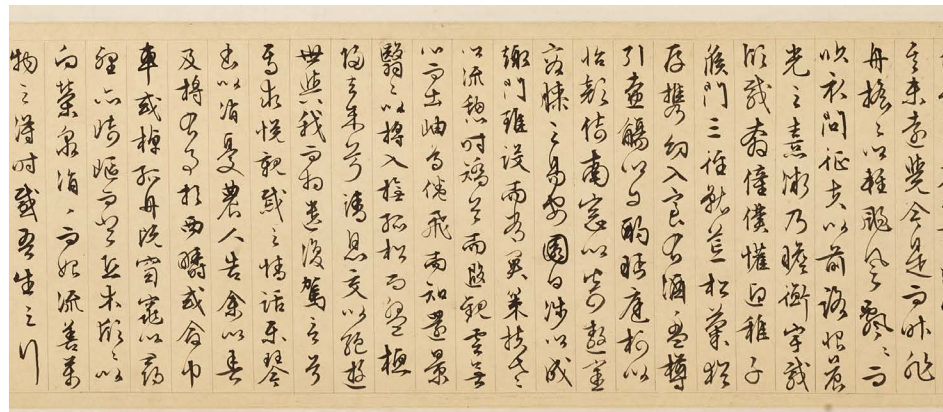 其未遠覺今是而昨非
舟搖々以輕颺風飄々而
吹衣問征夫以前路恨晨
光之熹微乃瞻衡宇載
欣載奔僮僕懽迎稚子
候門三徑就荒松菊猶
存攜幼入室有酒盈樽
引壺觴以自酌眄庭柯以
怡顏倚南窗以寄傲審
容膝之易安園日涉以成
趣門雖設而常關策扶老
以流憩時矯首而遐觀雲無
心而出岫鳥倦飛而知還景
翳々以將入撫孤松而盤桓
歸去來兮請息交以絕遊
世與我而相遺復駕言兮
焉求悅親戚之情話樂琴
書以消憂農人告余以春
及將有事於西疇或命巾
車或棹孤舟既窈窕以尋
壑亦崎嶇而經丘木欣々以
向榮泉涓々而始流善萬
物之得時感吾生之行